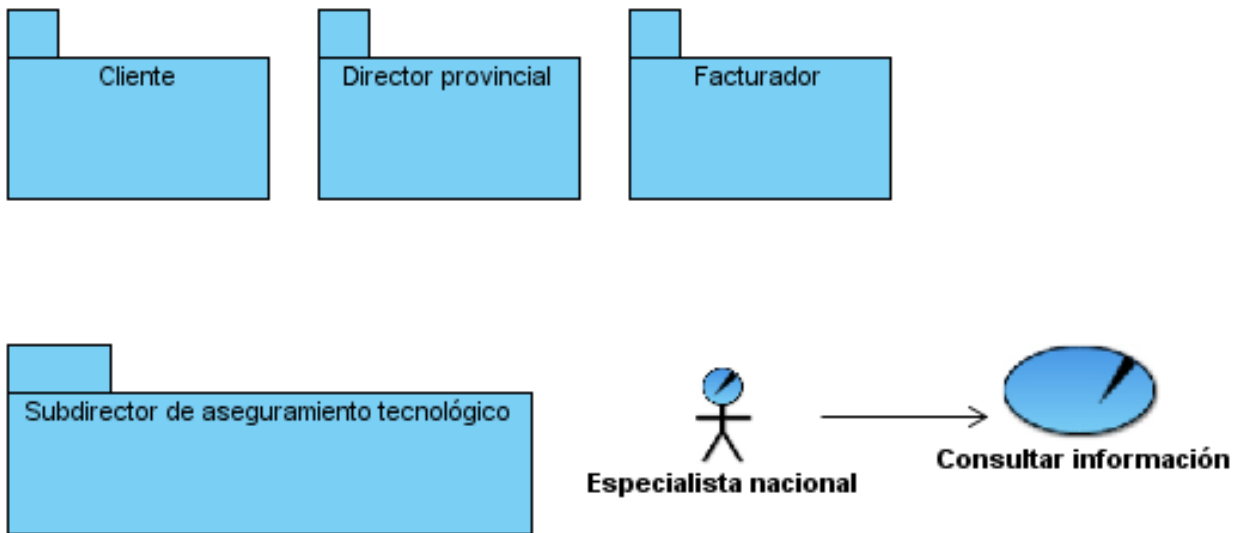 Cliente
Director provincial
Facturador
Subdirector de aseguramiento tecnológico
Especialista nacional
Consultar información